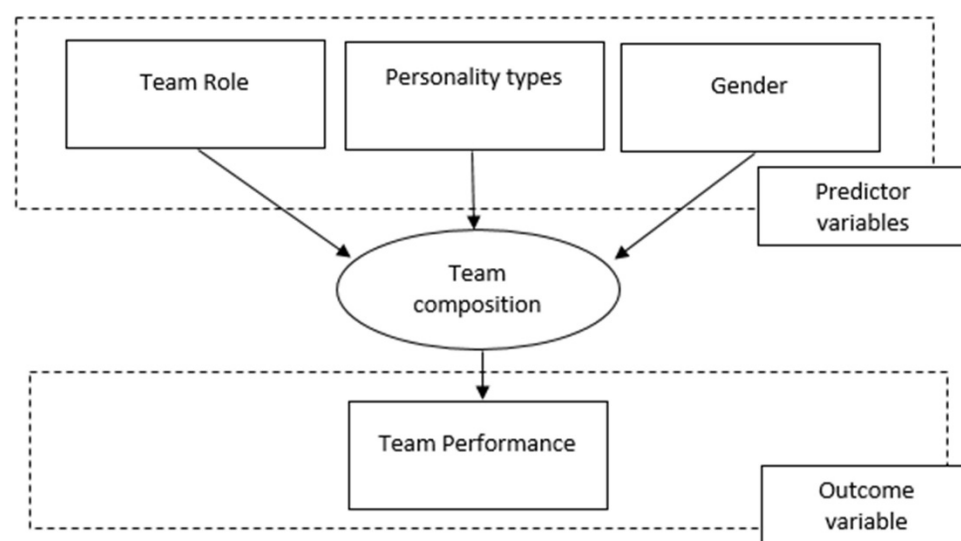 Team Role
Personality types
Gender
Predictor
variables
Team
composition
Team Performance
Outcome
variable